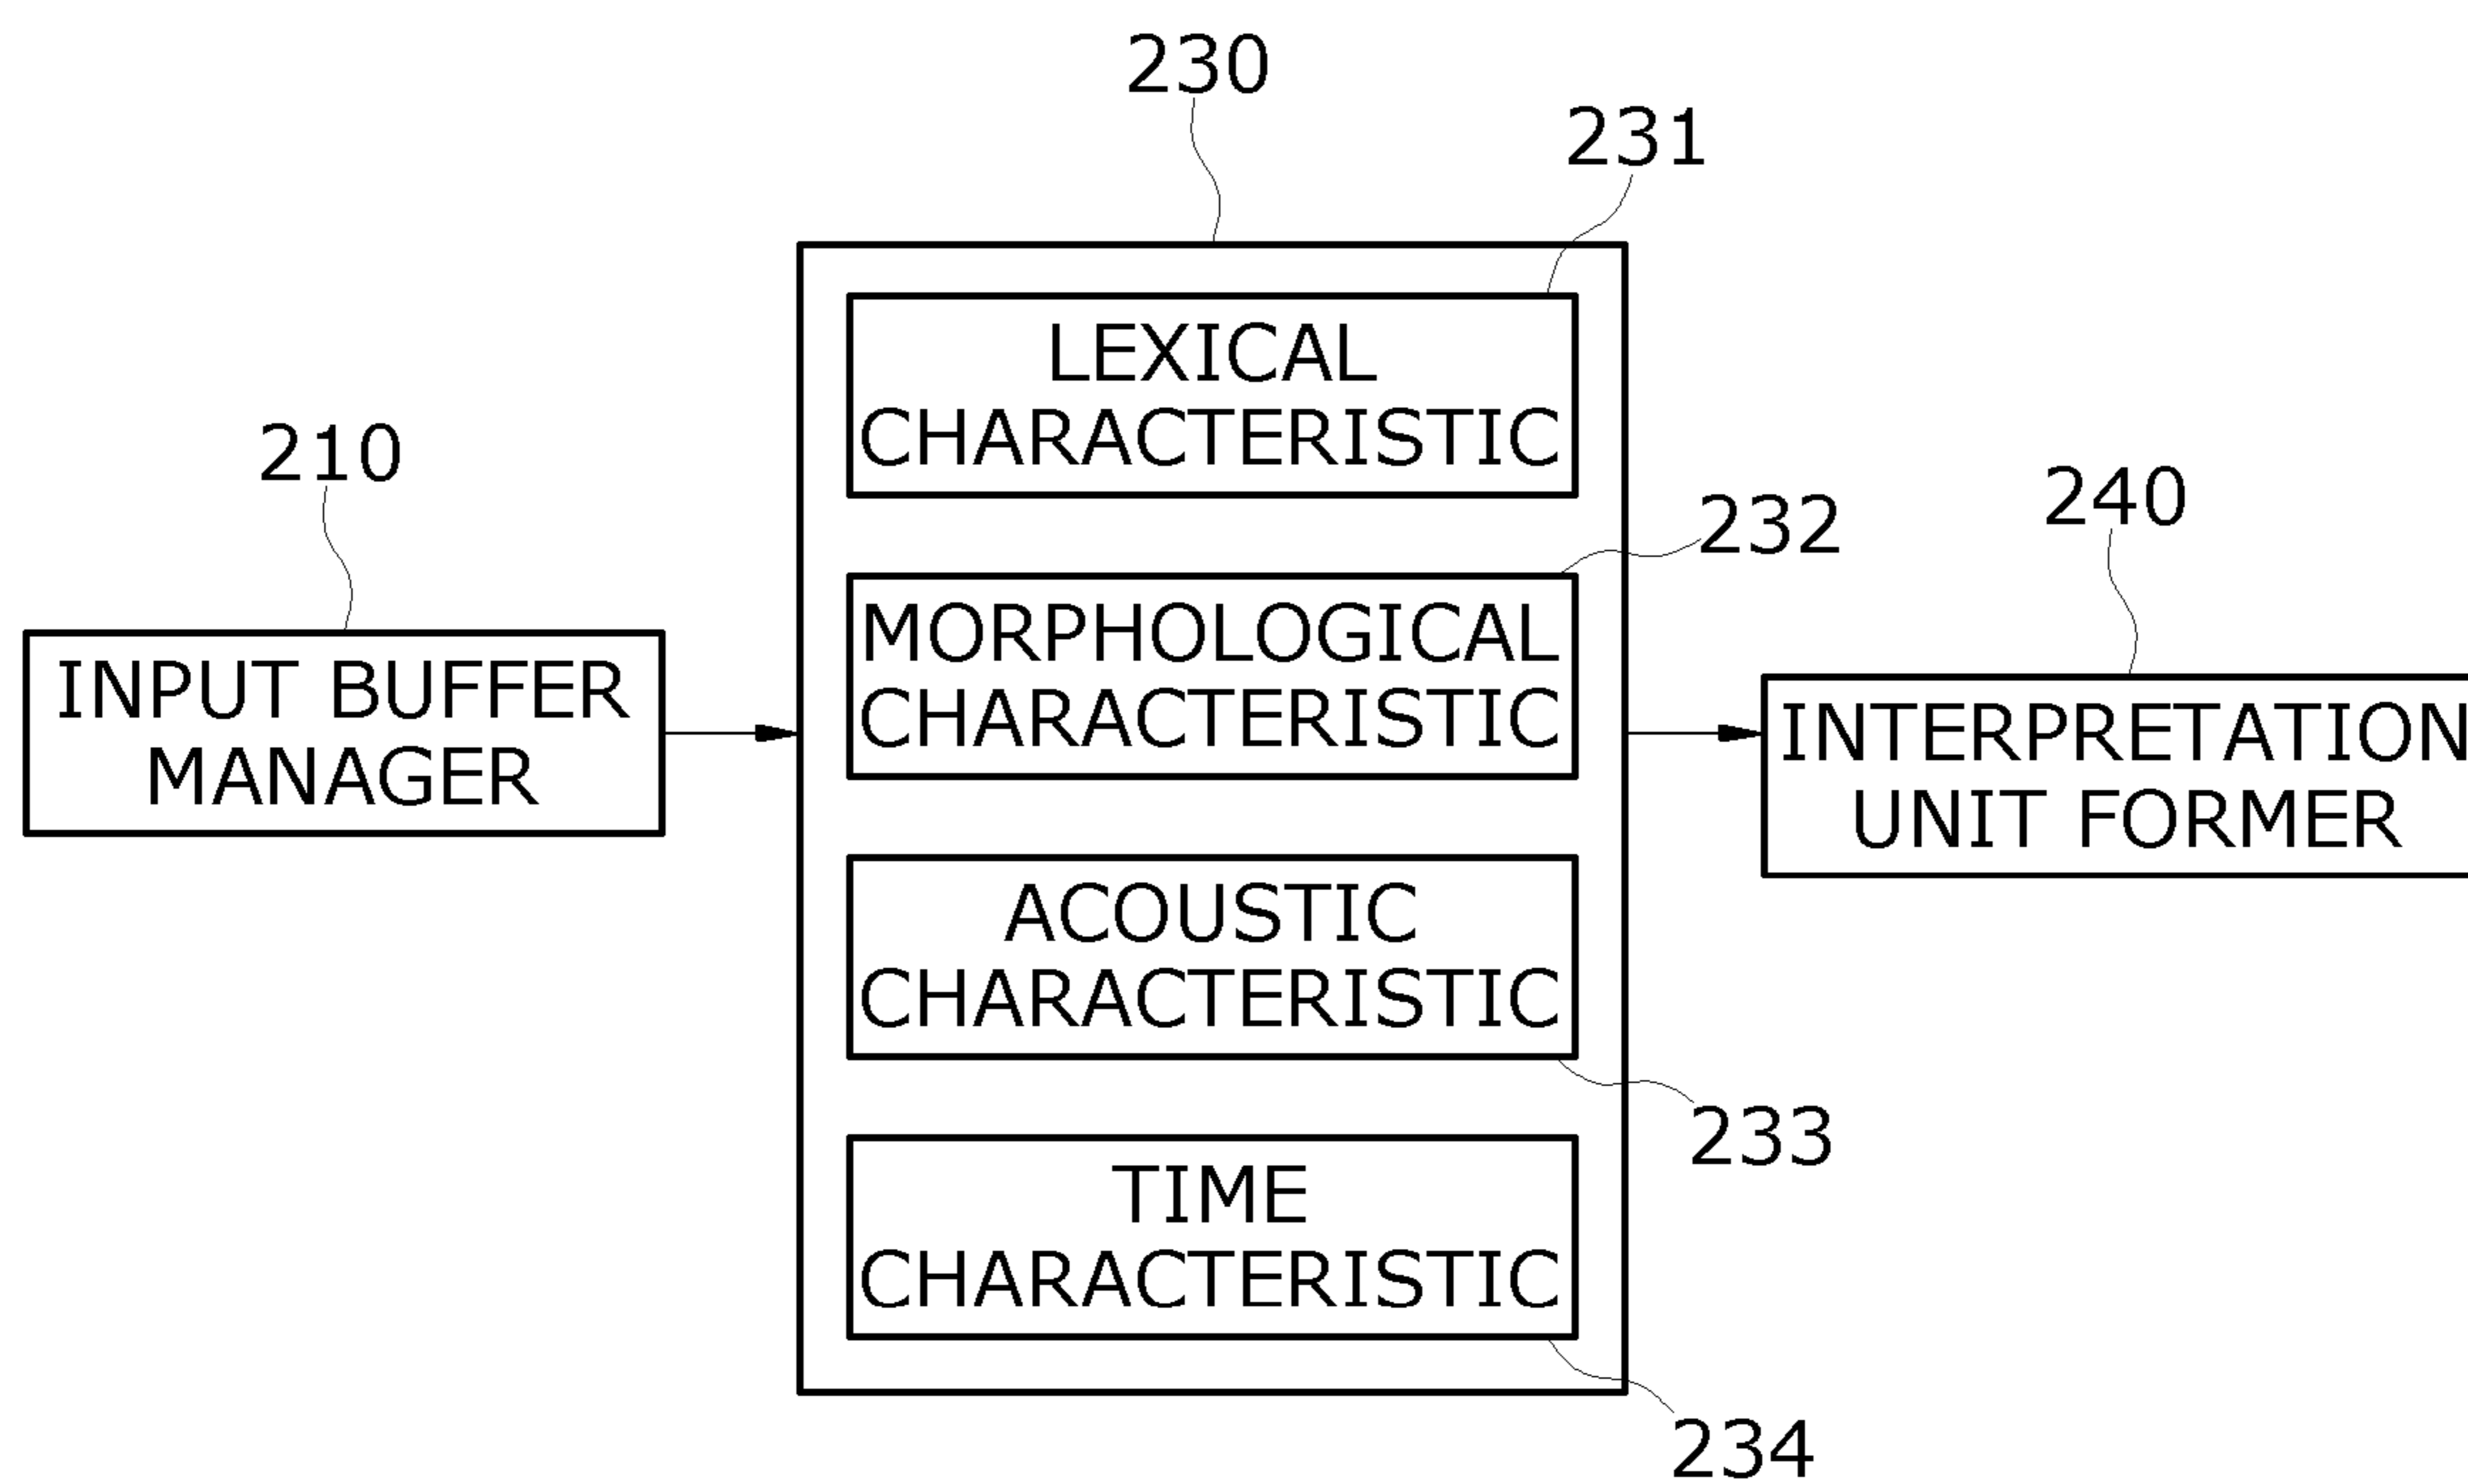 230
231
LEXICAL
CHARACTERISTIC
210
232
240
MORPHOLOGICAL
CHARACTERISTIC
INPUT BUFFER
MANAGER
INTERPRETATION
UNIT FORMER
ACOUSTIC
CHARACTERISTIC
233
TIME
CHARACTERISTIC
234